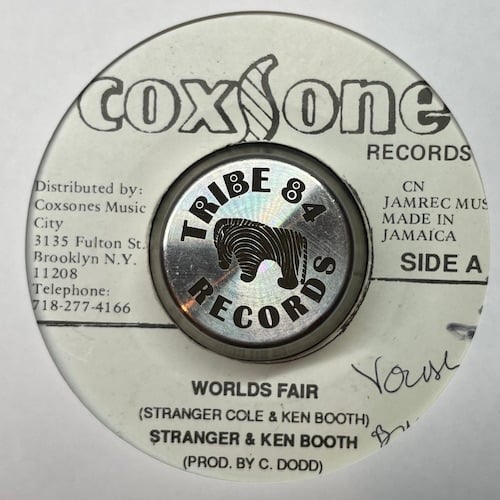 coxsone
RECORDS
Distributed by:
Coxsones Music
City
3135 Fulton St.
Brooklyn N.Y.
11208
Telephone:
718-277-4166
TRIBE 84
RECORDS
CN
JAMREC MUS
MADE IN
JAMAICA
SIDE A
WORLDS FAIR
(STRANGER COLE & KEN BOOTH)
STRANGER & KEN BOOTH
(PROD. BY C. DODD)